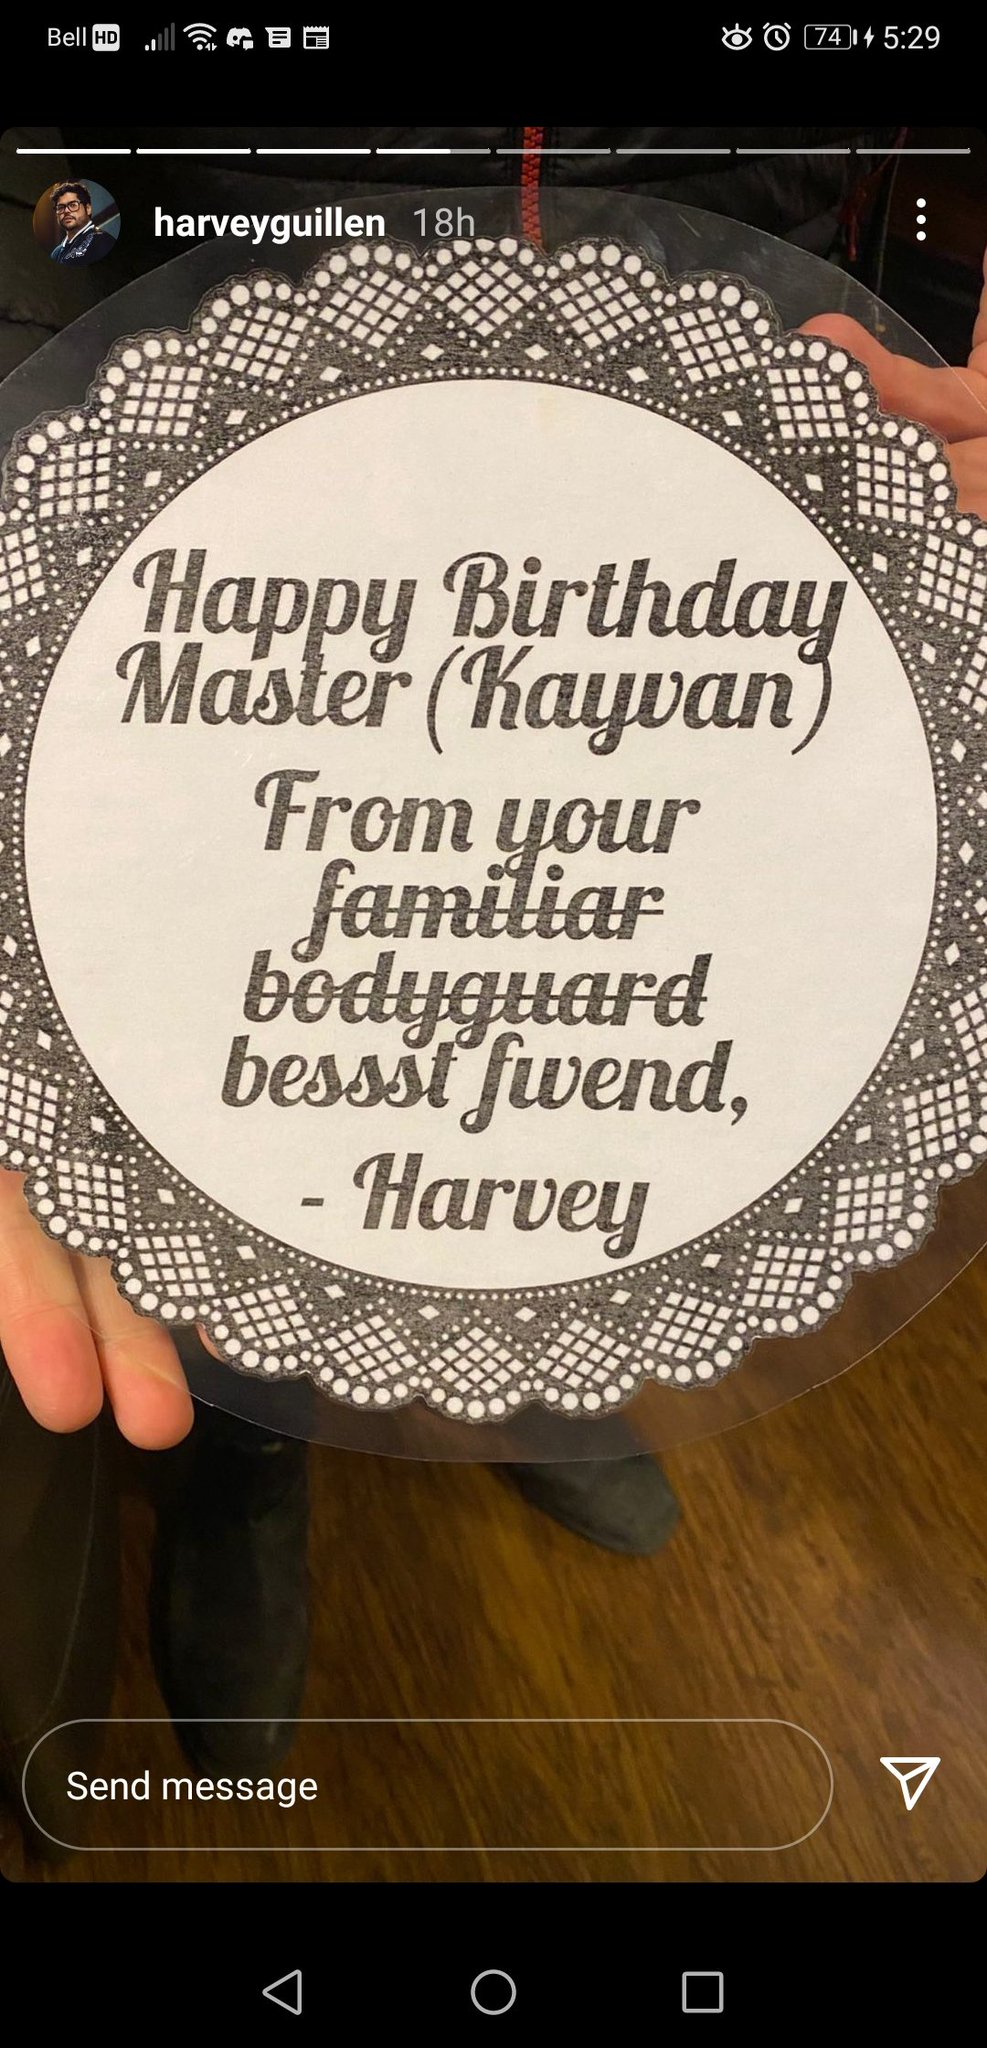 Bell HD 74 5:29
harveyguillen 18h
Happy Birthday
Master (Kayvan)
From your
familiar
bodyguard
bessst fwend,
- Harvey
Send message